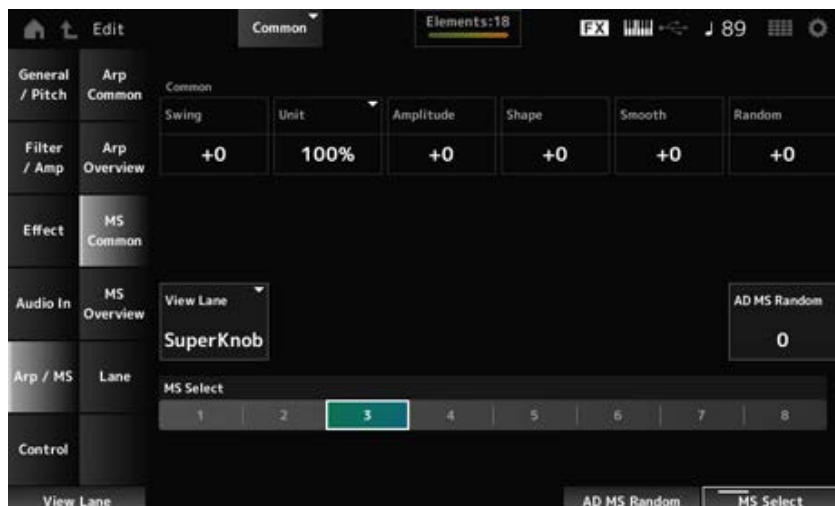 Edit
Common
Elements:18
FX
♩ 89
General / Pitch
Filter / Amp
Effect
Audio In
Arp / MS
Control
Arp Common
Arp Overview
MS Common
MS Overview
Lane
Common
Swing Unit Amplitude Shape Smooth Random
+0 100% +0 +0 +0 +0
View Lane
SuperKnob
AD MS Random
0
MS Select
1 2 3 4 5 6 7 8
View Lane AD MS Random MS Select